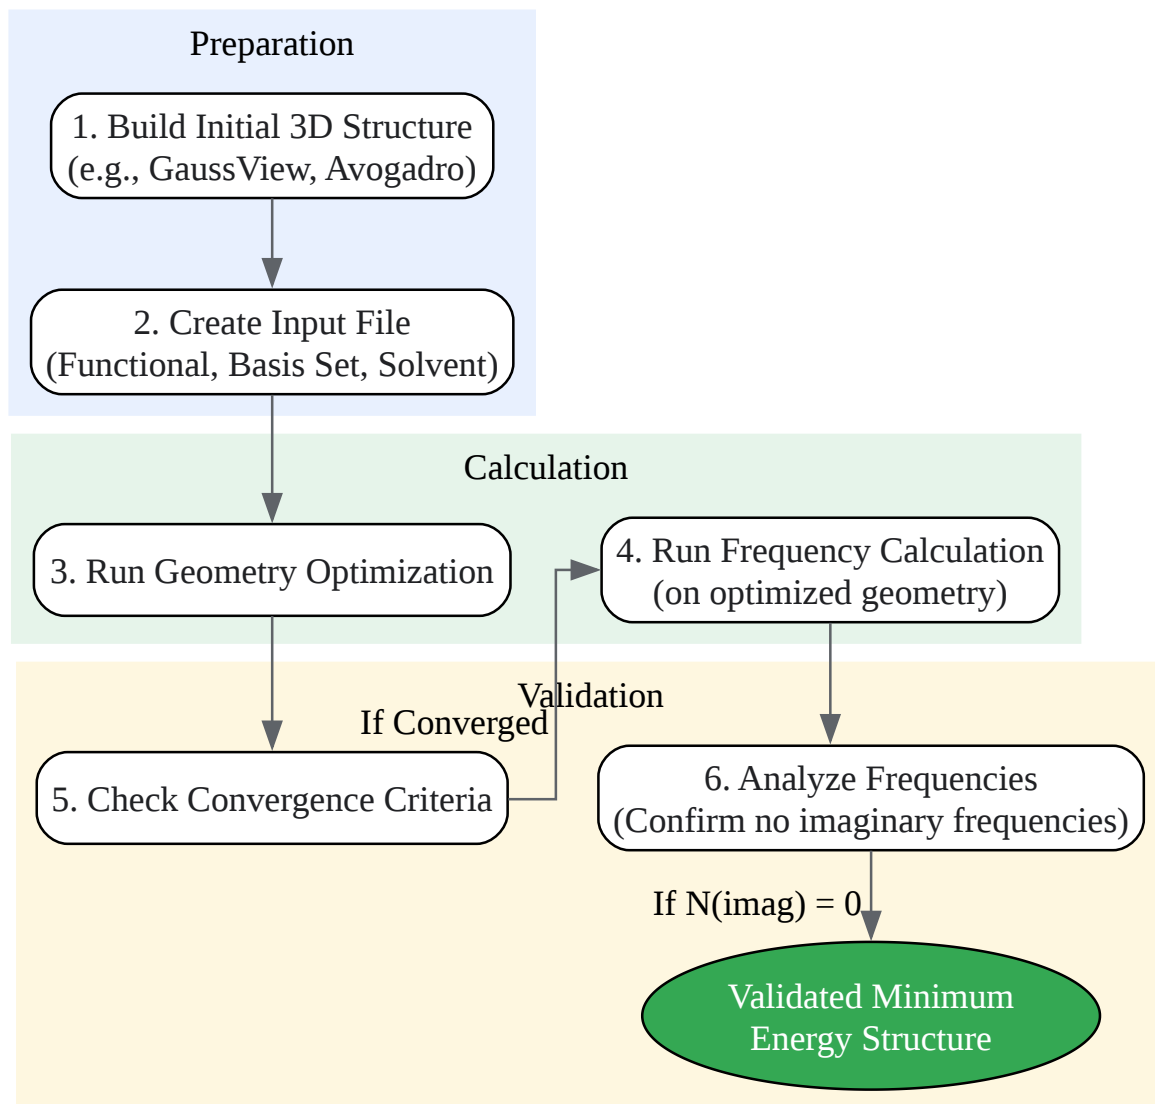 Preparation
1. Build Initial 3D Structure
(e.g., GaussView, Avogadro)
2. Create Input File
(Functional, Basis Set, Solvent)
Calculation
3. Run Geometry Optimization
4. Run Frequency Calculation
(on optimized geometry)
Validation
If Converged
5. Check Convergence Criteria
6. Analyze Frequencies
(Confirm no imaginary frequencies)
If N(imag) = 0
Validated Minimum
Energy Structure